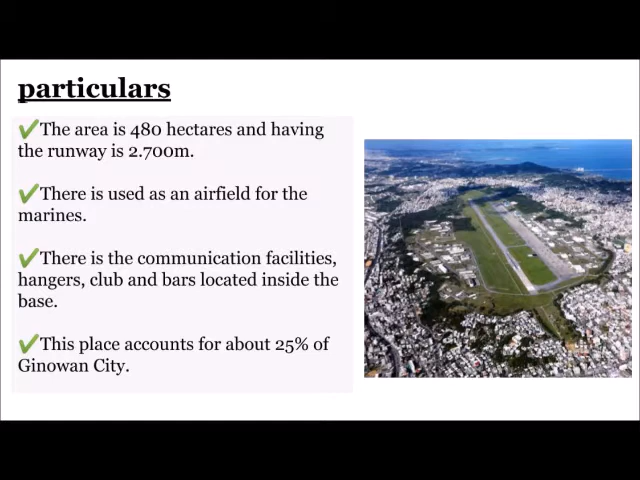 particulars
✔The area is 480 hectares and having
the runway is 2.700m.
✔There is used as an airfield for the
marines.
✔There is the communication facilities,
hangers, club and bars located inside the
base.
✔This place accounts for about 25% of
Ginowan City.